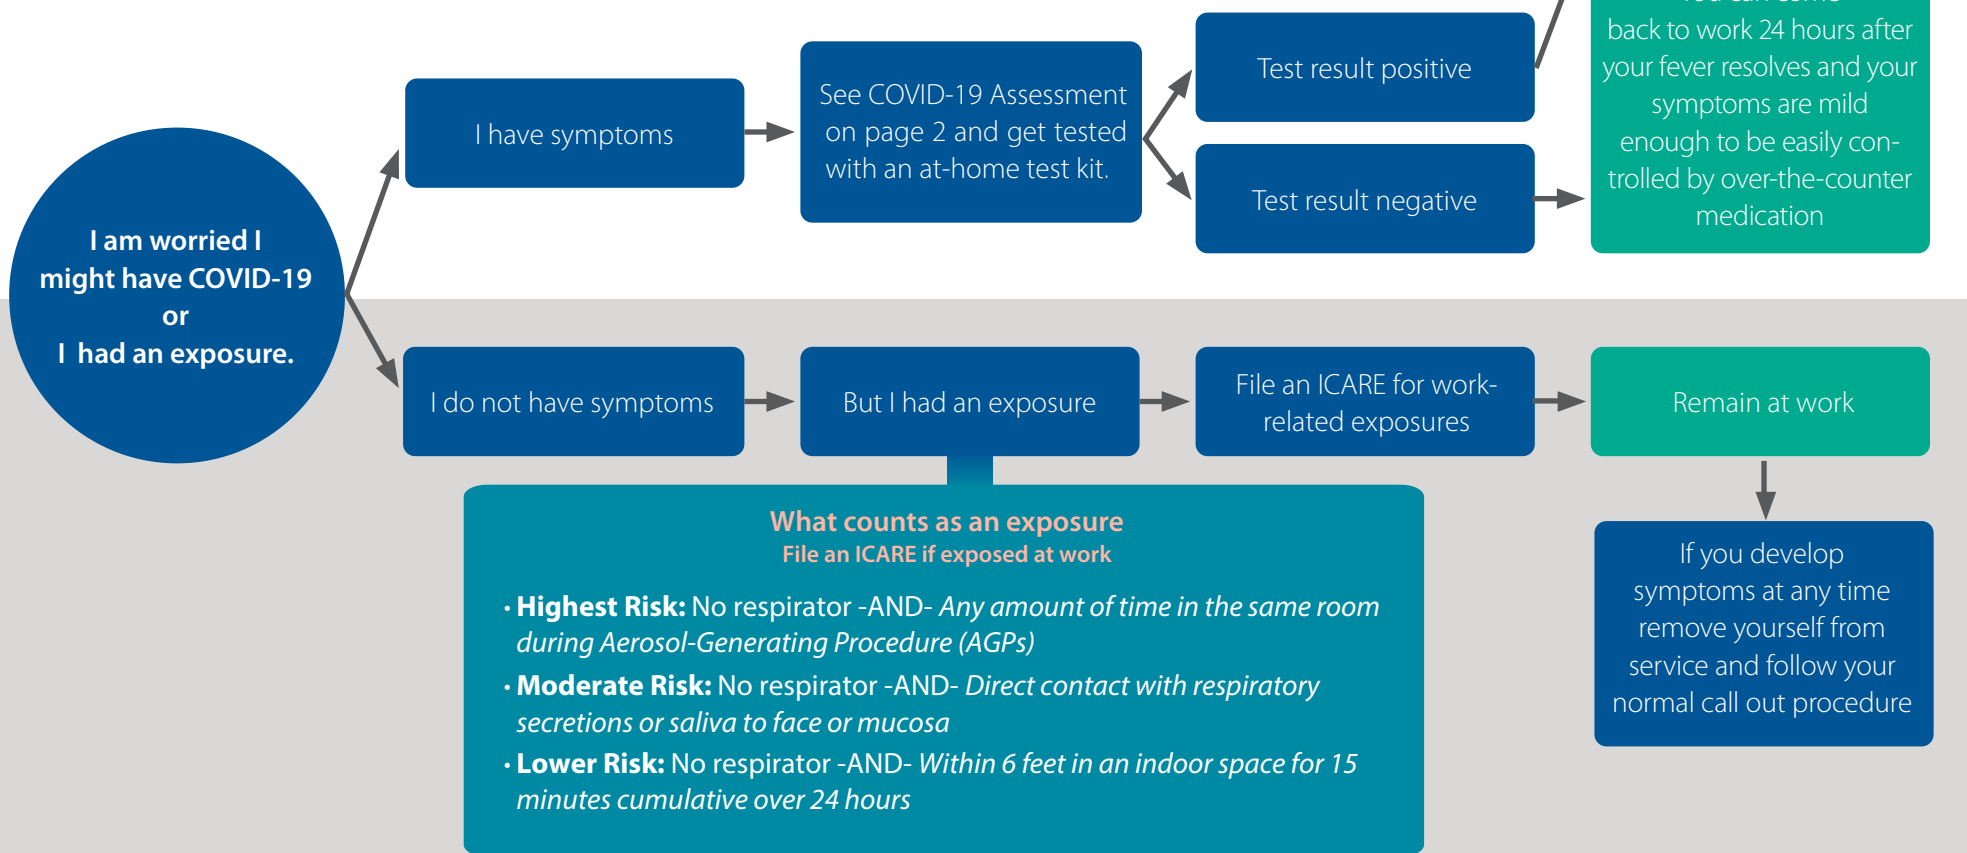 I am worried I
might have COVID-19
or
I had an exposure.
I have symptoms
See COVID-19 Assessment
on page 2 and get tested
with an at-home test kit.
Test result positive
Test result negative
back to work 24 hours after
your fever resolves and your
symptoms are mild
enough to be easily con-
trolled by over-the-counter
medication
I do not have symptoms
But I had an exposure
File an ICARE for work-
related exposures
Remain at work
If you develop
symptoms at any time
remove yourself from
service and follow your
normal call out procedure
What counts as an exposure
File an ICARE if exposed at work
• Highest Risk: No respirator -AND- Any amount of time in the same room
during Aerosol-Generating Procedure (AGPs)
• Moderate Risk: No respirator -AND- Direct contact with respiratory
secretions or saliva to face or mucosa
• Lower Risk: No respirator -AND- Within 6 feet in an indoor space for 15
minutes cumulative over 24 hours